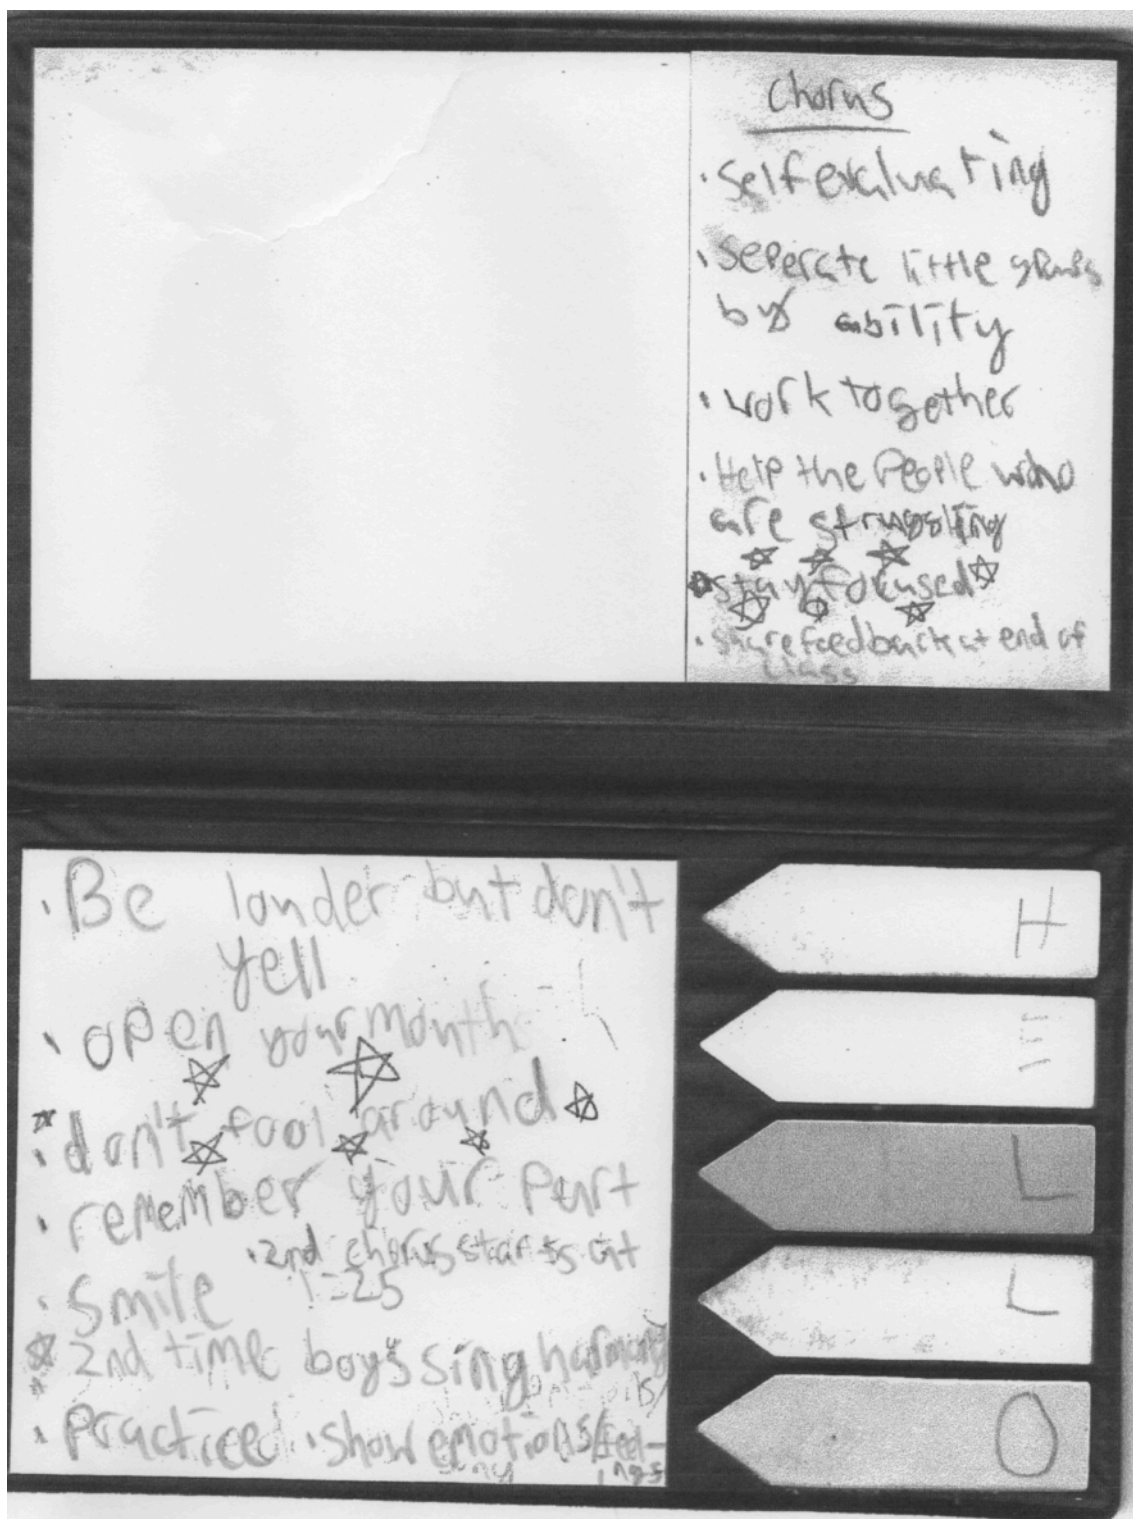 Chorus
• self evaluating
• seperate little groups
by ability
• work together
• Help the people who
are struggling
• stay fokused
• share feedback at end of
class
• Be louder but don't
yell
• open your mouth
• don't fool around
• remember your part
• 2nd chorus starts at
1=25
• smile
2nd time boys sing harmony
• Practiced • show emotions/feel-
ings
H
E
L
L
O